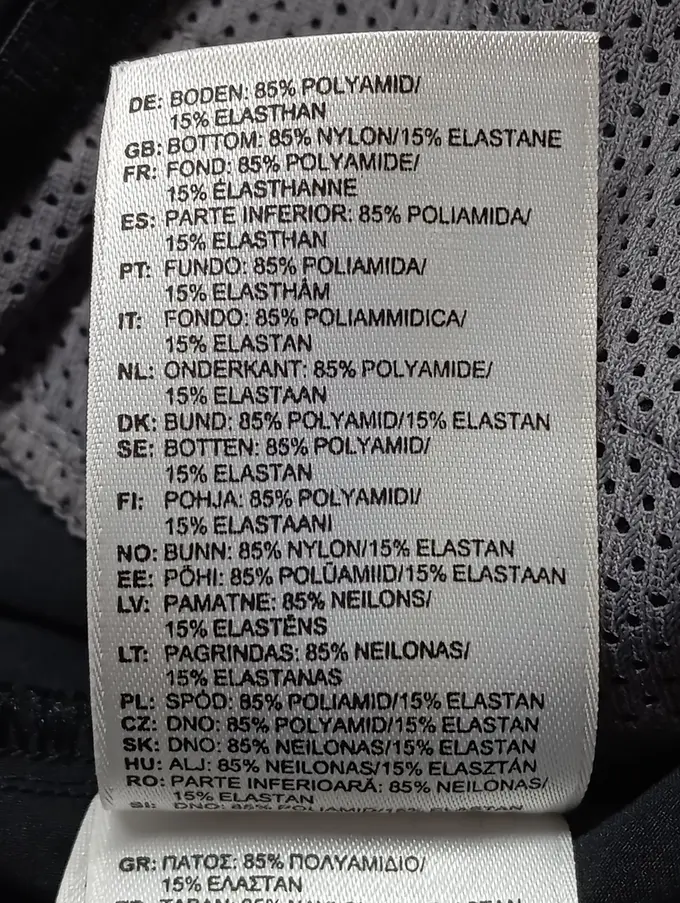 DE: BODEN: 85% POLYAMID/
15% ELASTHAN
GB: BOTTOM: 85% NYLON/15% ELASTANE
FR: FOND: 85% POLYAMIDE/
15% ÉLASTHANNE
ES: PARTE INFERIOR: 85% POLIAMIDA/
15% ELASTHAN
PT: FUNDO: 85% POLIAMIDA/
15% ELASTHÂM
IT: FONDO: 85% POLIAMMIDICA/
15% ELASTAN
NL: ONDERKANT: 85% POLYAMIDE/
15% ELASTAAN
DK: BUND: 85% POLYAMID/15% ELASTAN
SE: BOTTEN: 85% POLYAMID/
15% ELASTAN
FI: POHJA: 85% POLYAMIDI/
15% ELASTAANI
NO: BUNN: 85% NYLON/15% ELASTAN
EE: PÕHI: 85% POLÜAMIID/15% ELASTAAN
LV: PAMATNE: 85% NEILONS/
15% ELASTĒNS
LT: PAGRINDAS: 85% NEILONAS/
15% ELASTANAS
PL: SPÓD: 85% POLIAMID/15% ELASTAN
CZ: DNO: 85% POLYAMID/15% ELASTAN
SK: DNO: 85% NEILONAS/15% ELASTAN
HU: ALJ: 85% NEILONAS/15% ELASZTÁN
RO: PARTE INFERIOARĂ: 85% NEILONAS/
15% ELASTAN
SI: DNO: 85% POLIAMID/15% ELASTAN
GR: ΠΑΤΟΣ: 85% ΠΟΛΥΑΜΙΔΙΟ/
15% ΕΛΑΣΤΑΝ